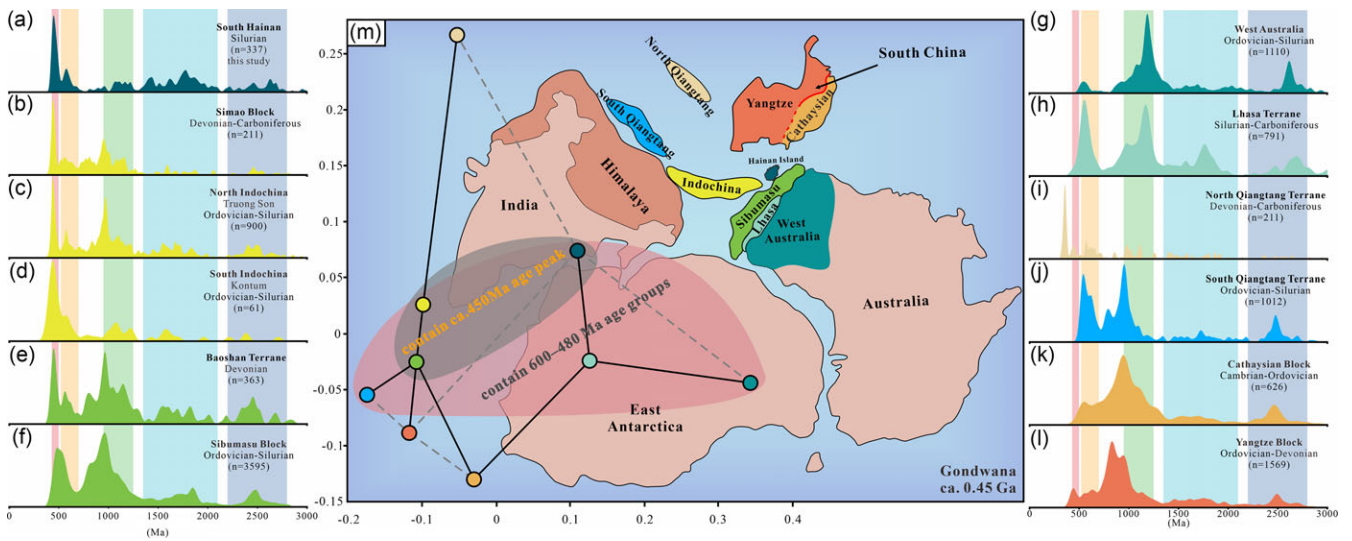 (a)
South Hainan
Silurian
(n=337)
this study
(b)
Simao Block
Devonian-Carboniferous
(n=211)
(c)
North Indochina
Truong Son
Ordovician-Silurian
(n=900)
(d)
South Indochina
Kontum
Ordovician-Silurian
(n=61)
(e)
Baoshan Terrane
Devonian
(n=363)
(f)
Sibumasu Block
Ordovician-Silurian
(n=3595)
0 500 1000 1500 2000 2500 3000
(Ma)
(m)
0.25
0.2
0.15
0.1
0.05
0
-0.05
-0.1
-0.15
-0.2 -0.1 0 0.1 0.2 0.3 0.4
North Qiangtang
South China
Yangtze
Cathaysian
South Qiangtang
Hainan Island
Himalaya
Indochina
Sibumasu
Lhasa
India
West
Australia
contain ca.450Ma age peak
contain 600–480 Ma age groups
Australia
East
Antarctica
Gondwana
ca. 0.45 Ga
(g)
West Australia
Ordovician-Silurian
(n=1110)
(h)
Lhasa Terrane
Silurian-Carboniferous
(n=791)
(i)
North Qiangtang Terrane
Devonian-Carboniferous
(n=211)
(j)
South Qiangtang Terrane
Ordovician-Silurian
(n=1012)
(k)
Cathaysian Block
Cambrian-Ordovician
(n=626)
(l)
Yangtze Block
Ordovician-Devonian
(n=1569)
0 500 1000 1500 2000 2500 3000
(Ma)